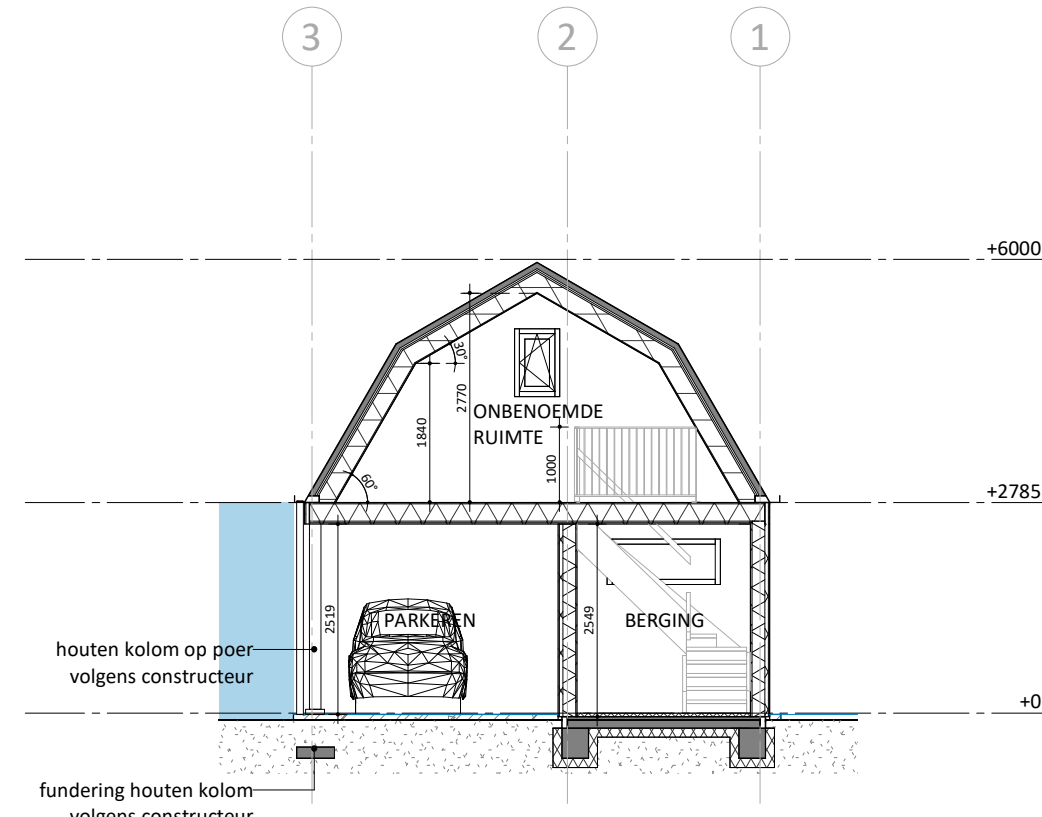 3
2
1
+6000
30°
2770
ONBENOEMDE
RUIMTE
1840
1000
60°
+2785
2519
PARKEREN
2549
BERGING
houten kolom op poer
volgens constructeur
+0
fundering houten kolom
volgens constructeur